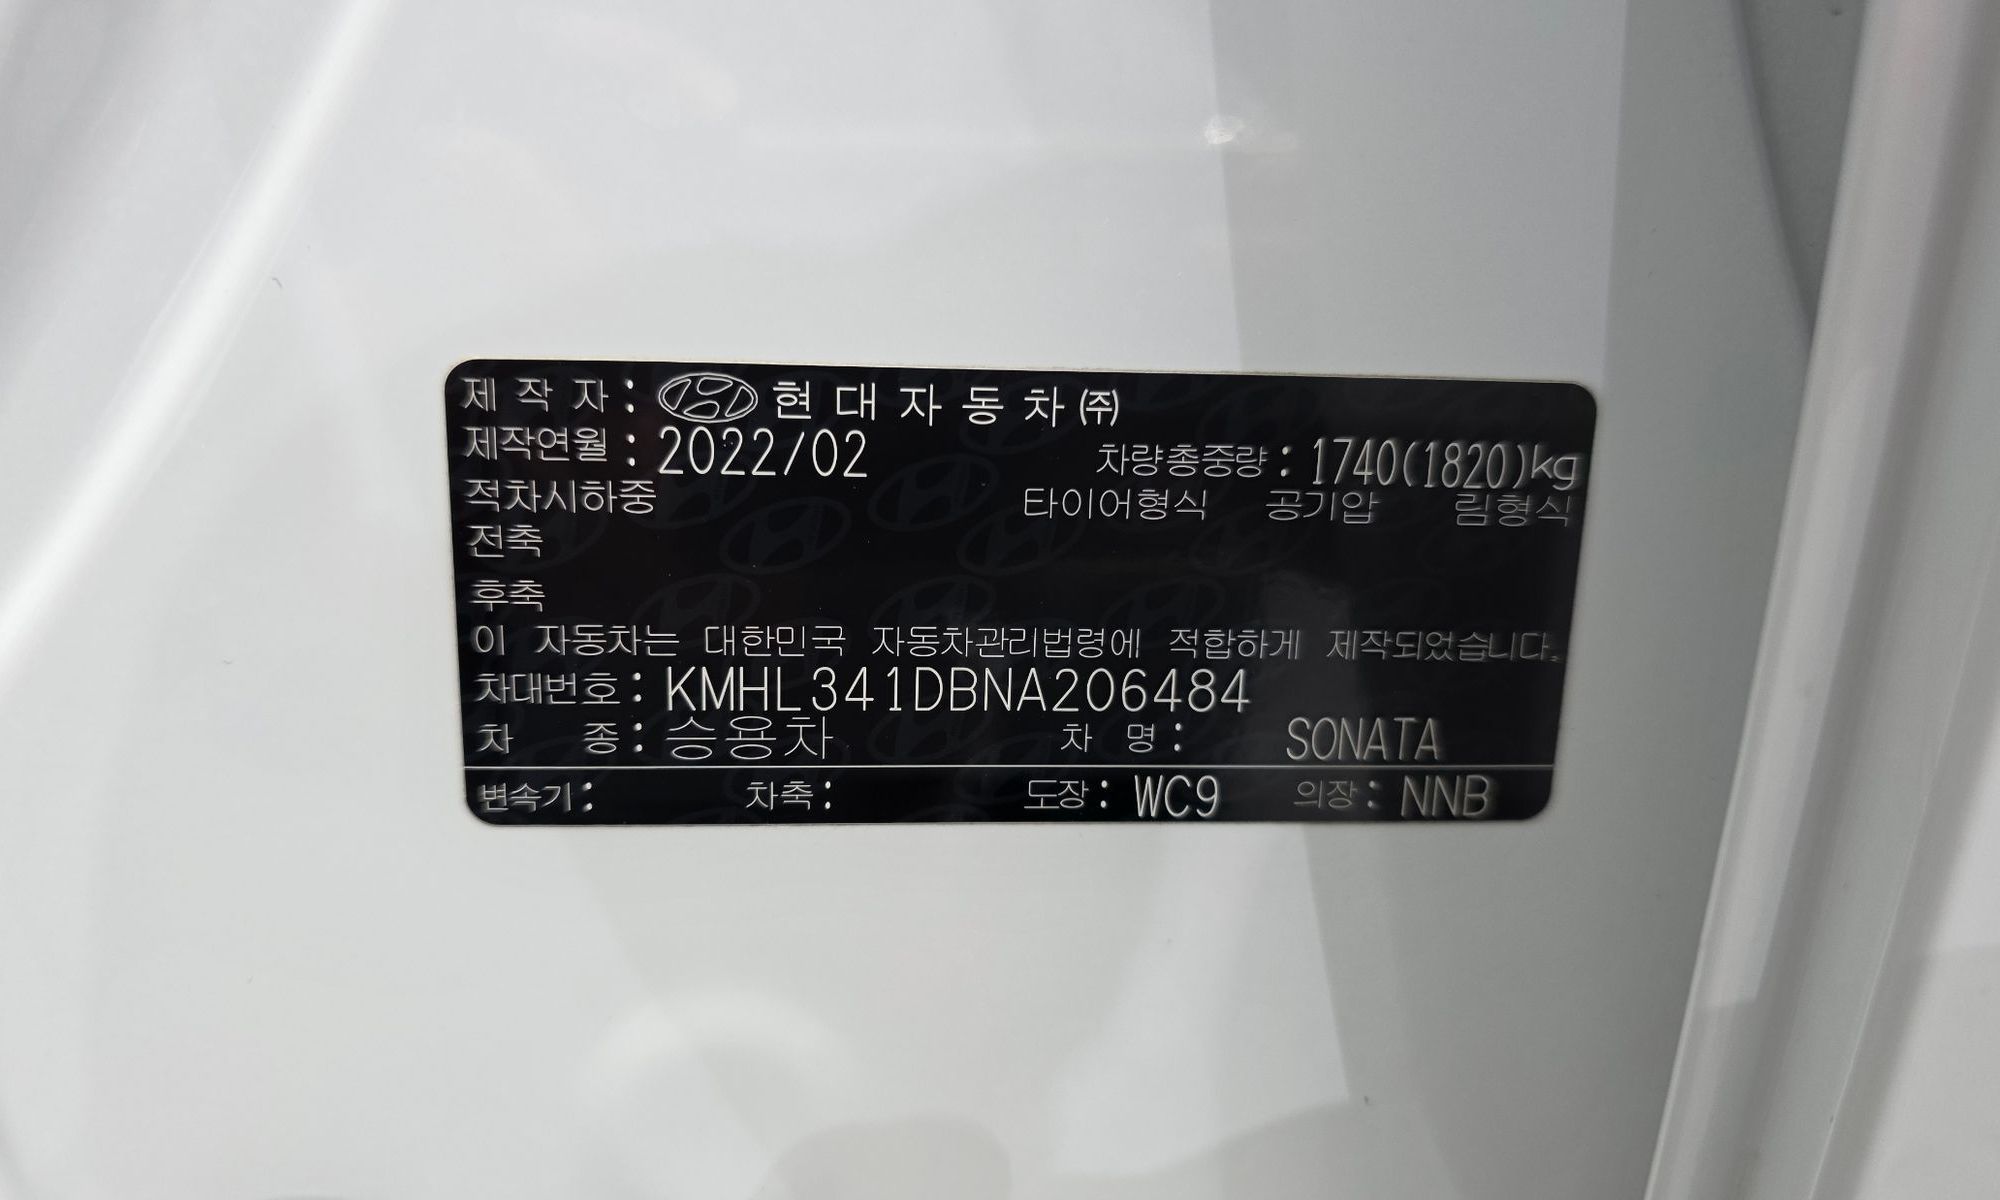 제 작 자 : 현 대 자 동 차 ㈜
제작연월 : 2022/02 차량총중량 : 1740(1820)kg
적차시하중 타이어형식 공기압 림형식
전축
후축
이 자동차는 대한민국 자동차관리법령에 적합하게 제작되었습니다.
차대번호 : KMHL341DBNA206484
차 종 : 승용차 차 명 : SONATA
변속기 : 차축 : 도장 : WC9 의장 : NNB